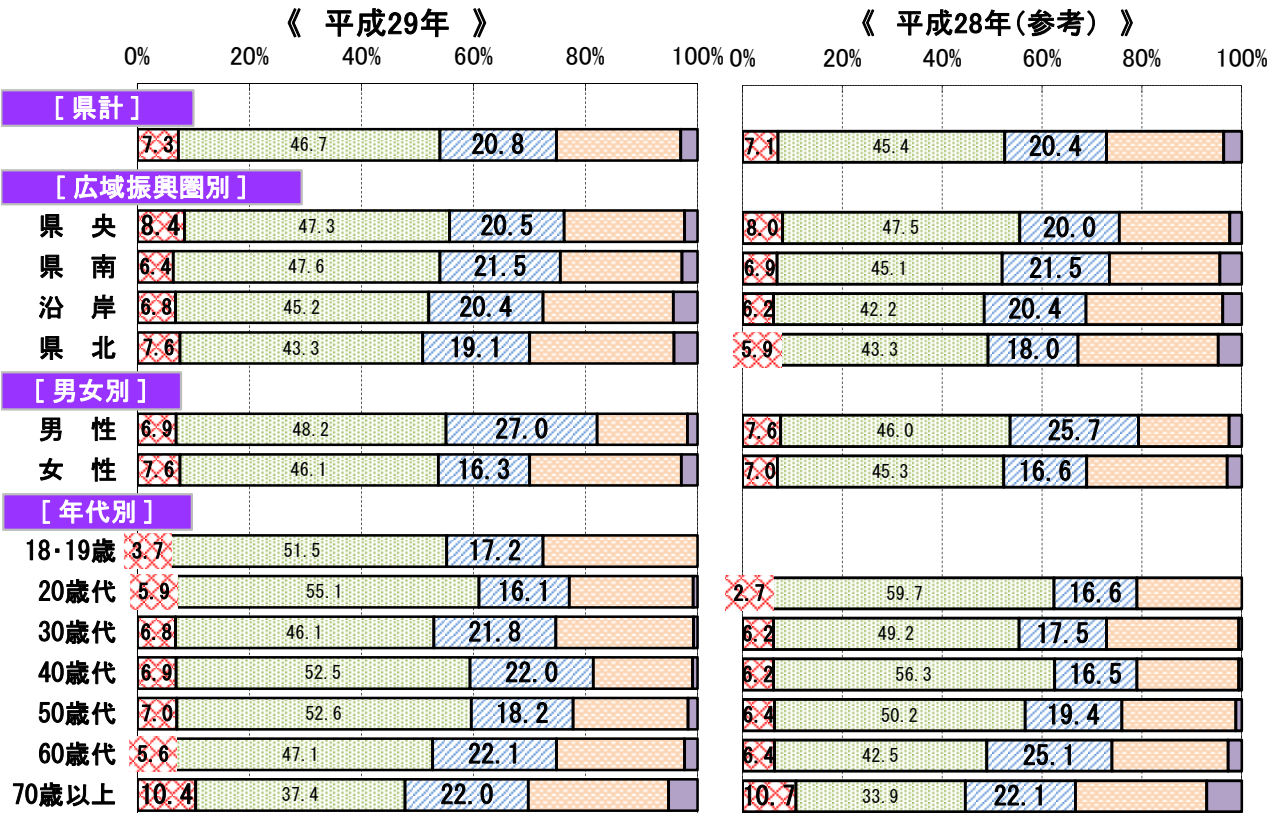 《 平成29年 》 《 平成28年(参考) 》
0% 20% 40% 60% 80% 100% 0% 20% 40% 60% 80% 100%
[ 県計 ]
7.3 46.7 20.8 7.1 45.4 20.4
[ 広域振興圏別 ]
県 央 8.4 47.3 20.5 8.0 47.5 20.0
県 南 6.4 47.6 21.5 6.9 45.1 21.5
沿 岸 6.8 45.2 20.4 6.2 42.2 20.4
県 北 7.6 43.3 19.1 5.9 43.3 18.0
[ 男女別 ]
男 性 6.9 48.2 27.0 7.6 46.0 25.7
女 性 7.6 46.1 16.3 7.0 45.3 16.6
[ 年代別 ]
18・19歳 3.7 51.5 17.2
20歳代 5.9 55.1 16.1 2.7 59.7 16.6
30歳代 6.8 46.1 21.8 6.2 49.2 17.5
40歳代 6.9 52.5 22.0 6.2 56.3 16.5
50歳代 7.0 52.6 18.2 6.4 50.2 19.4
60歳代 5.6 47.1 22.1 6.4 42.5 25.1
70歳以上 10.4 37.4 22.0 10.7 33.9 22.1